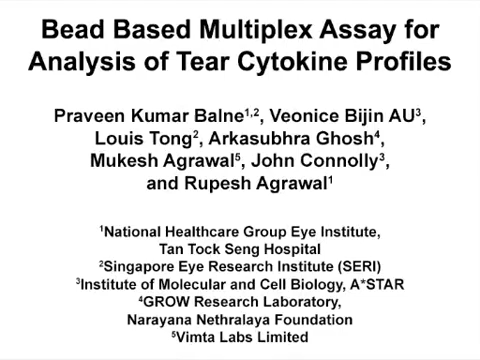 Bead Based Multiplex Assay for
Analysis of Tear Cytokine Profiles
Praveen Kumar Balne¹,², Veonice Bijin AU³,
Louis Tong², Arkasubhra Ghosh⁴,
Mukesh Agrawal⁵, John Connolly³,
and Rupesh Agrawal¹
¹National Healthcare Group Eye Institute,
Tan Tock Seng Hospital
²Singapore Eye Research Institute (SERI)
³Institute of Molecular and Cell Biology, A*STAR
⁴GROW Research Laboratory,
Narayana Nethralaya Foundation
⁵Vimta Labs Limited